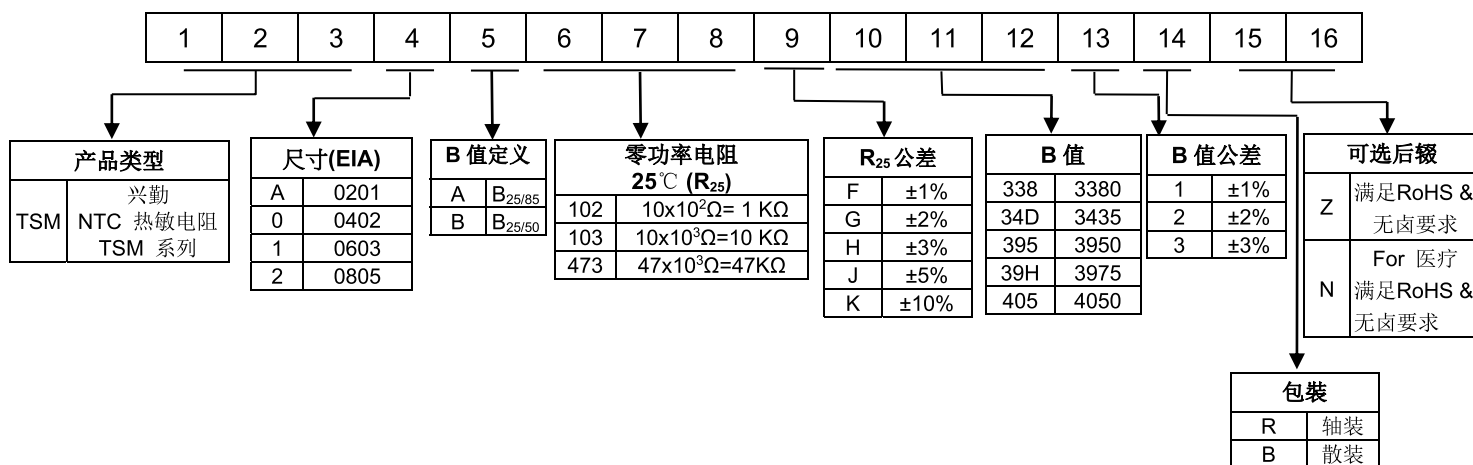 1 2 3 4 5 6 7 8 9 10 11 12 13 14 15 16
产品类型
TSM
兴勤
NTC 热敏电阻
TSM 系列
尺寸(EIA)
A 0201
0 0402
1 0603
2 0805
B 值定义
A B25/85
B B25/50
零功率电阻
25℃ (R25)
102 10x10²Ω= 1 KΩ
103 10x10³Ω=10 KΩ
473 47x10³Ω=47KΩ
R25 公差
F ±1%
G ±2%
H ±3%
J ±5%
K ±10%
B 值
338 3380
34D 3435
395 3950
39H 3975
405 4050
B 值公差
1 ±1%
2 ±2%
3 ±3%
可选后辍
Z
满足RoHS &
无卤要求
N
For 医疗
满足RoHS &
无卤要求
包裝
R 轴装
B 散装